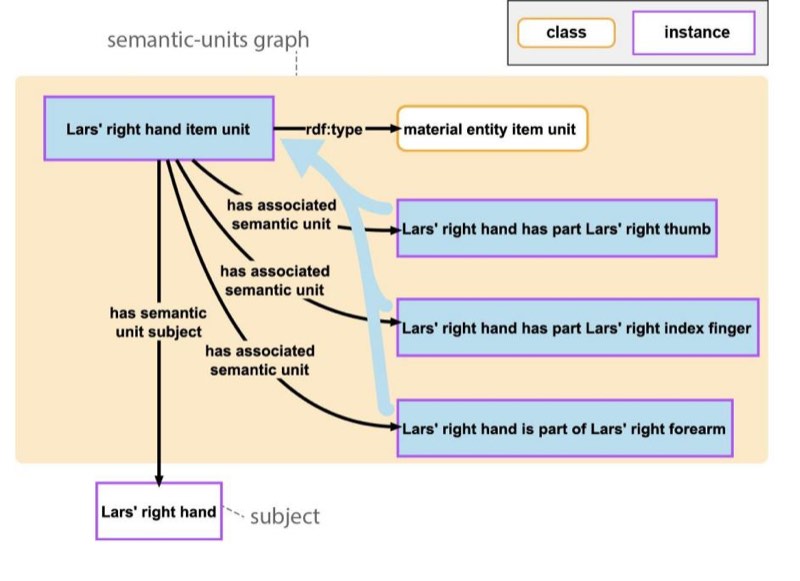 class
instance
semantic-units graph
Lars' right hand item unit
rdf:type
material entity item unit
has associated
semantic unit
Lars' right hand has part Lars' right thumb
has associated
semantic unit
Lars' right hand has part Lars' right index finger
has semantic
unit subject
has associated
semantic unit
Lars' right hand is part of Lars' right forearm
Lars' right hand
subject